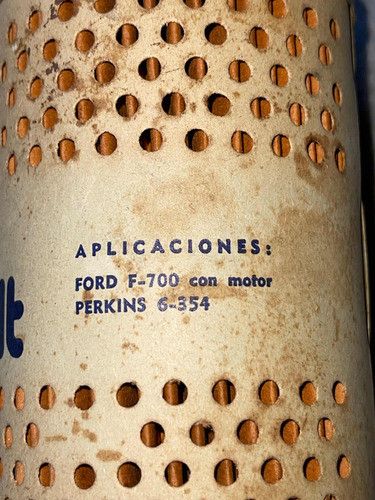 APLICACIONES:
FORD F-700 con motor
PERKINS 6-354